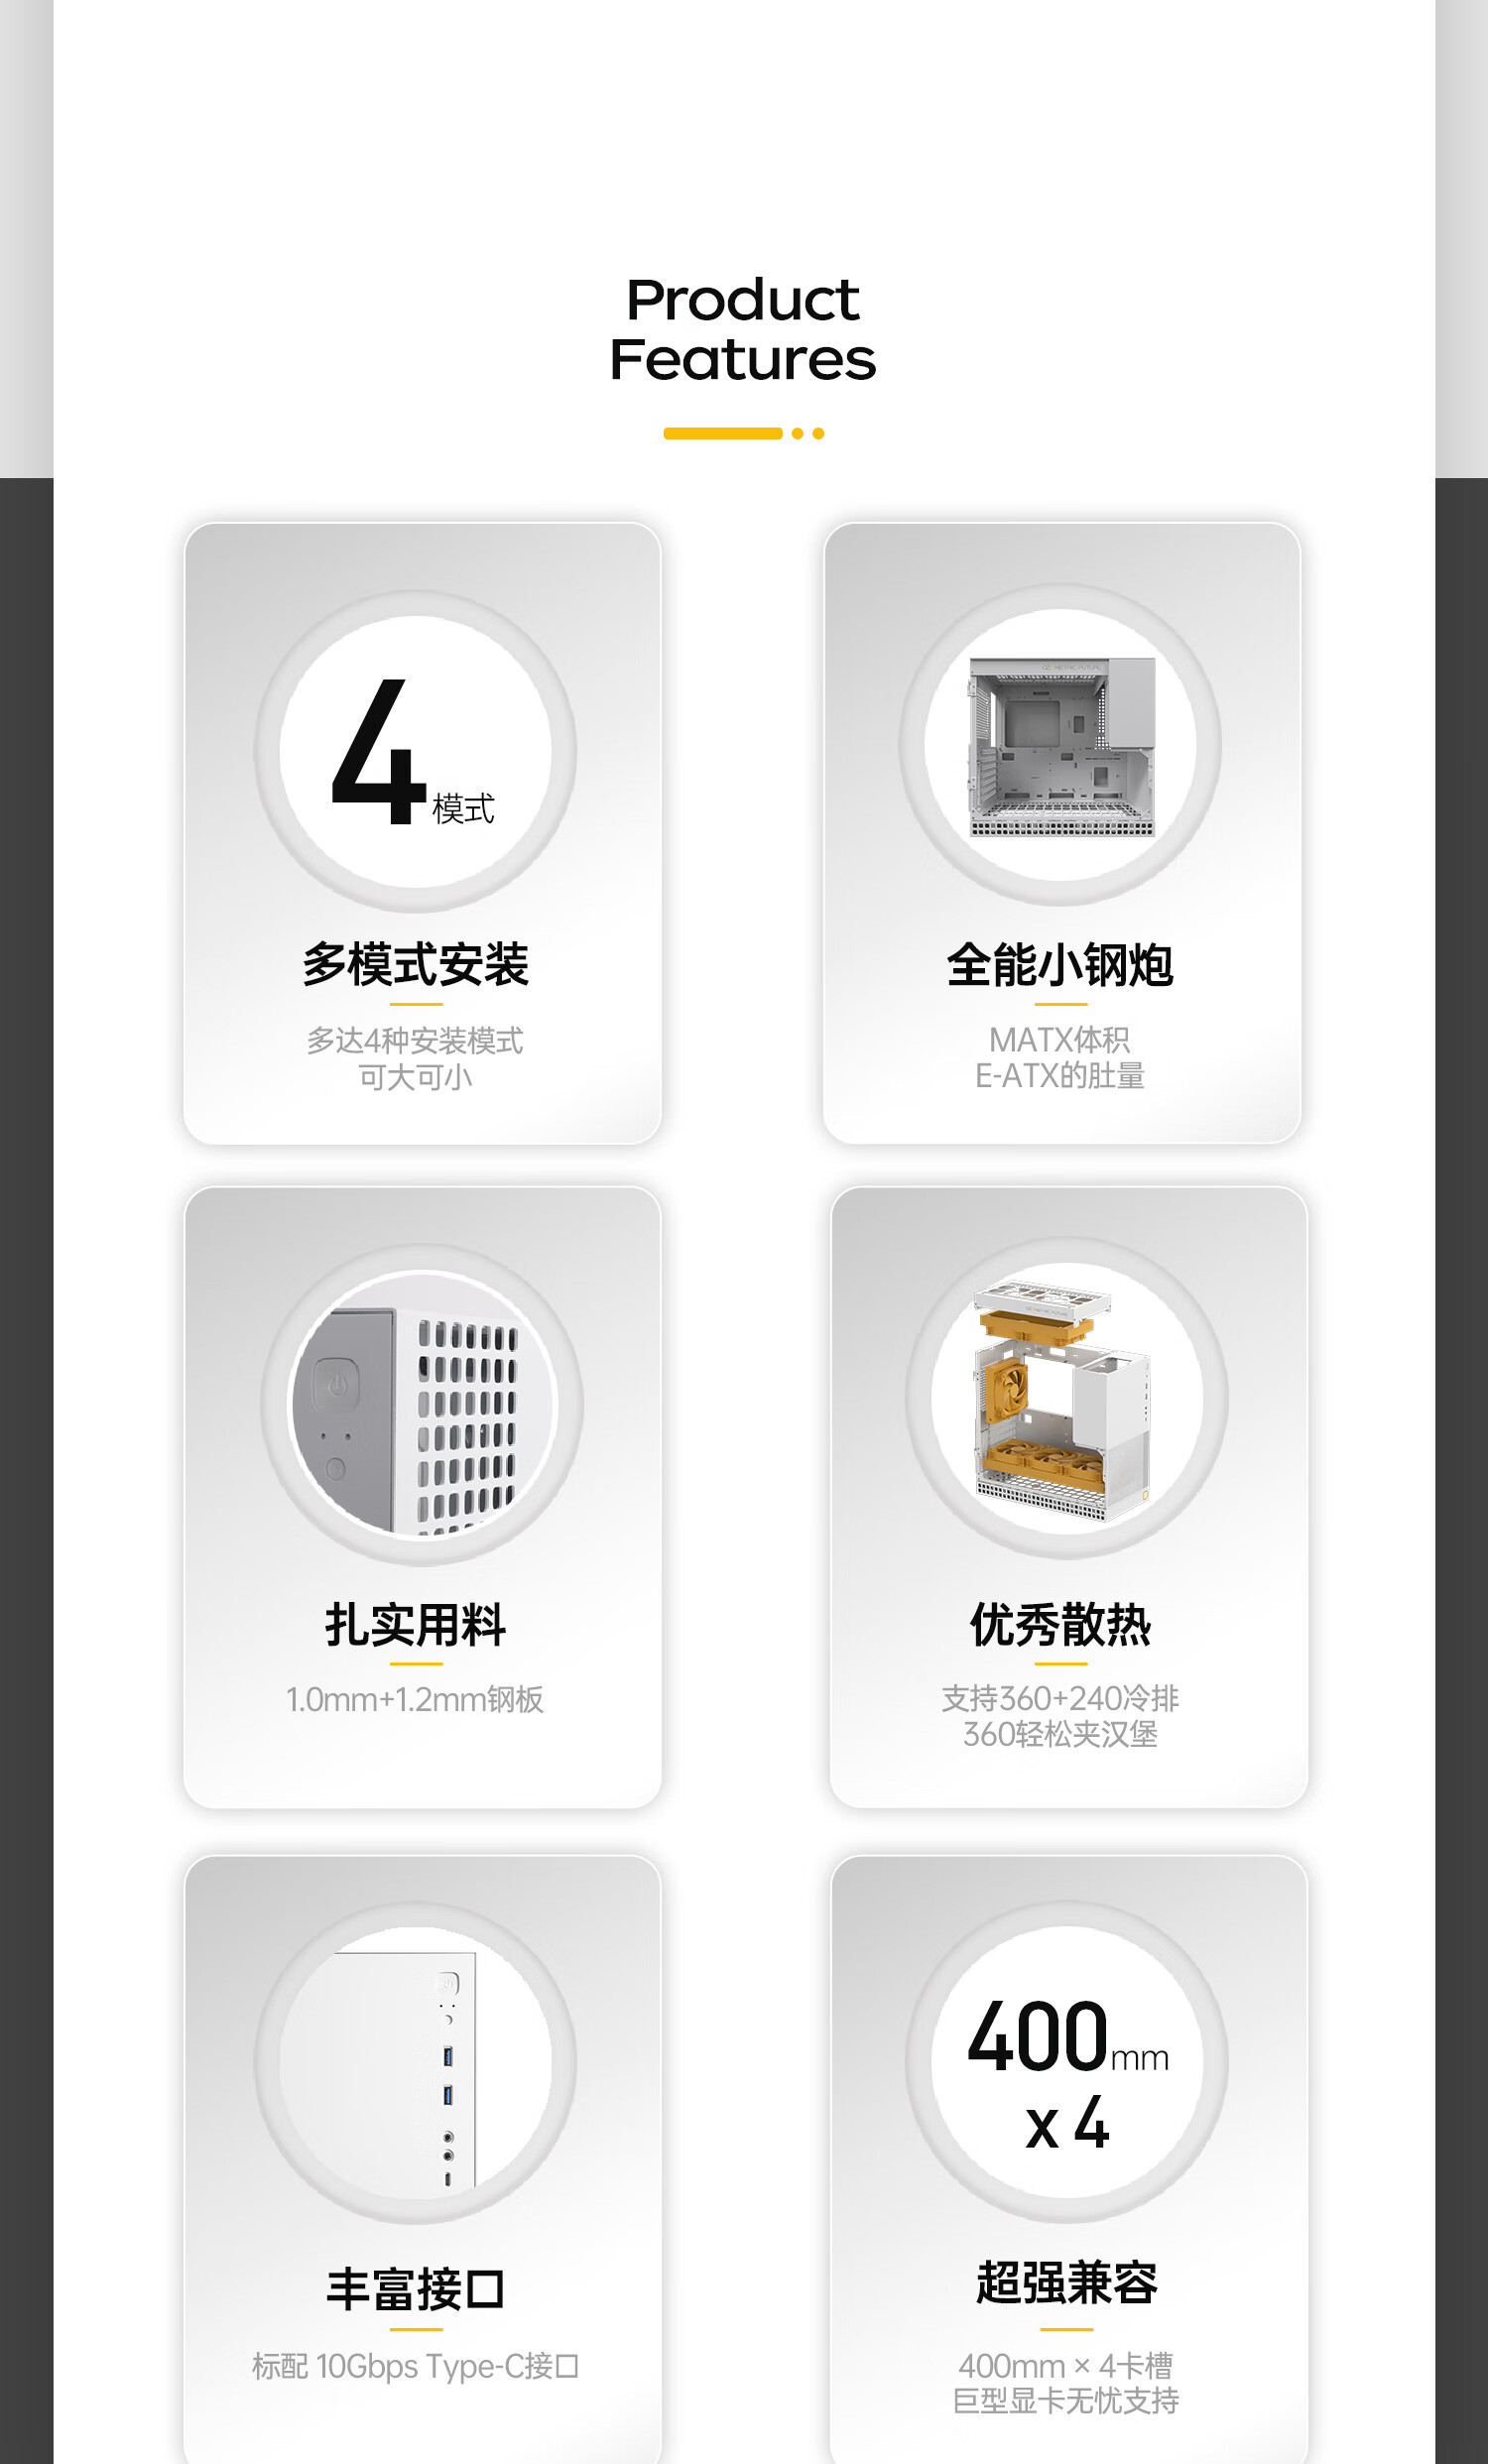 Product
Features
4模式
多模式安装
多达4种安装模式
可大可小
全能小钢炮
MATX体积
E-ATX的肚量
扎实用料
1.0mm+1.2mm钢板
优秀散热
支持360+240冷排
360轻松夹汉堡
丰富接口
标配 10Gbps Type-C接口
400mm
x 4
超强兼容
400mm × 4卡槽
巨型显卡无忧支持